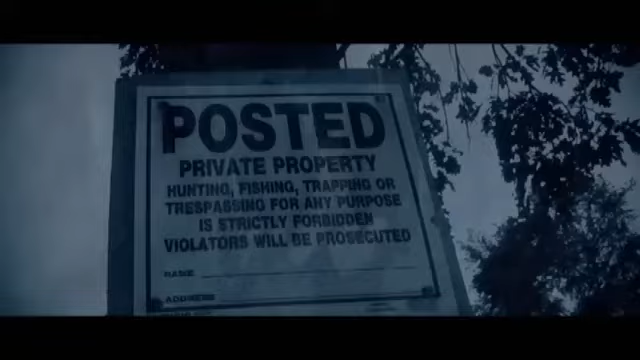 POSTED
PRIVATE PROPERTY
HUNTING, FISHING, TRAPPING OR
TRESPASSING FOR ANY PURPOSE
IS STRICTLY FORBIDDEN
VIOLATORS WILL BE PROSECUTED
NAME
ADDRESS